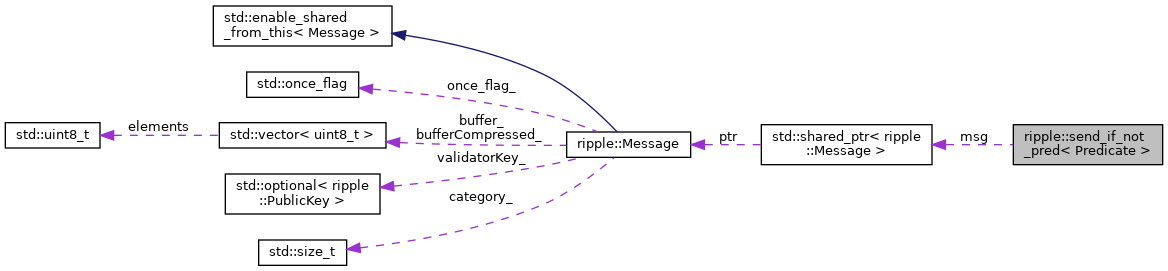 std::enable_shared
_from_this< Message >
std::once_flag
once_flag_
std::uint8_t
elements
std::vector< uint8_t >
buffer_
bufferCompressed_
ripple::Message
ptr
std::shared_ptr< ripple
::Message >
msg
ripple::send_if_not
_pred< Predicate >
validatorKey_
std::optional< ripple
::PublicKey >
category_
std::size_t